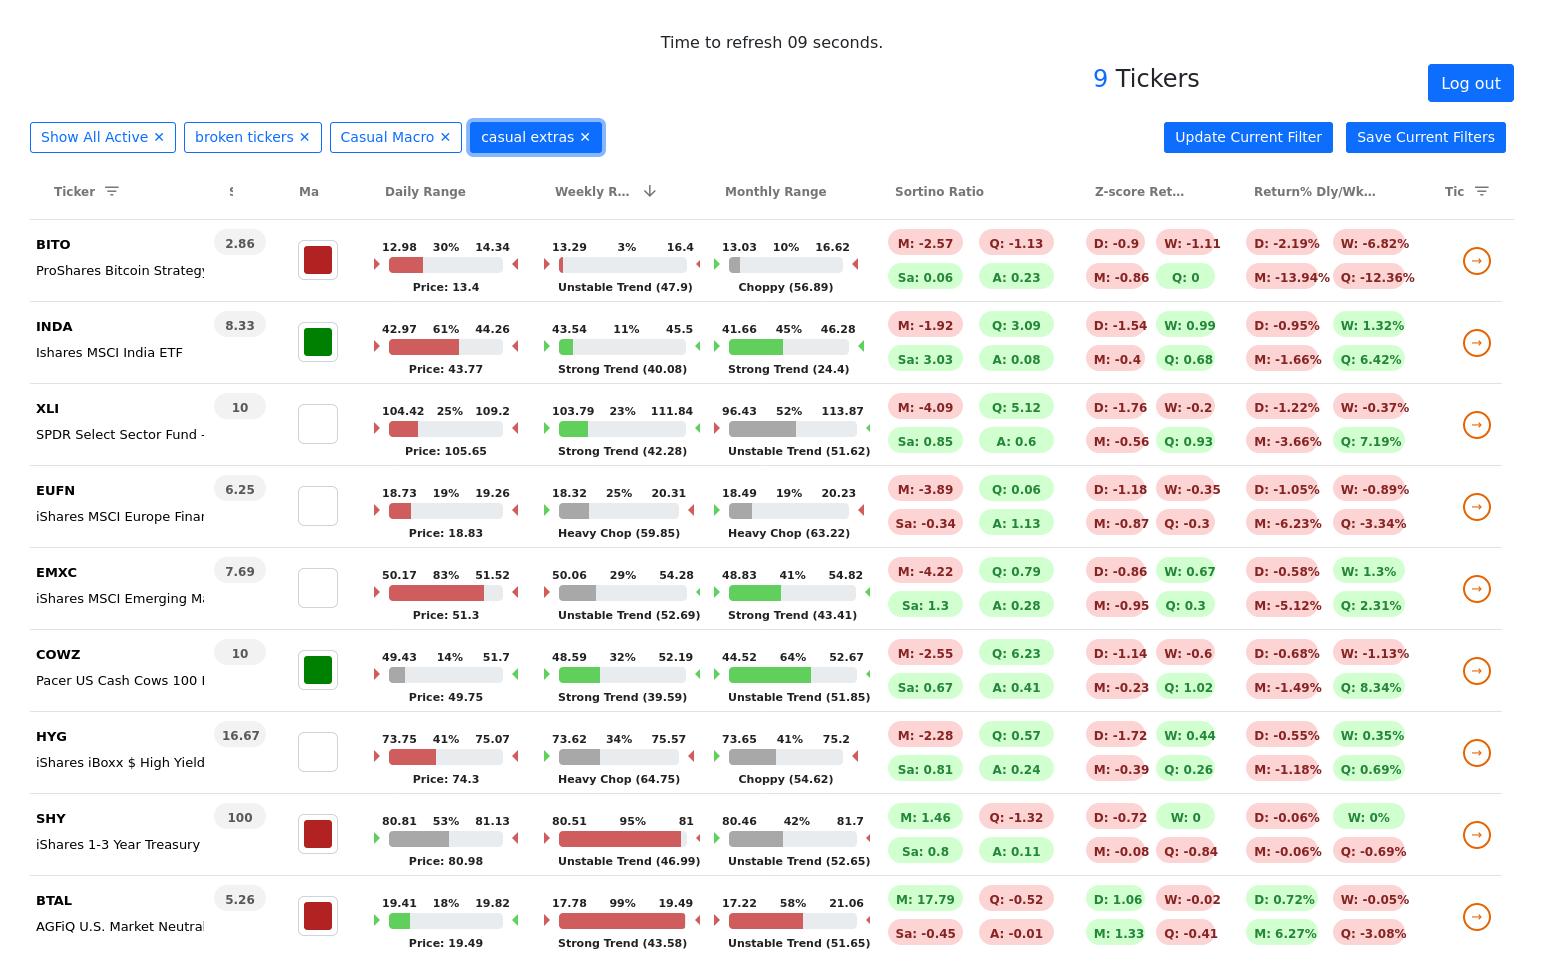 Time to refresh 09 seconds.
9 Tickers
Log out
Show All Active ✕ broken tickers ✕ Casual Macro ✕ casual extras ✕ Update Current Filter Save Current Filters
Ticker Ma Daily Range Weekly R... Monthly Range Sortino Ratio Z-score Ret... Return% Dly/Wk... Tic
BITO 2.86 12.98 30% 14.34 13.29 3% 16.4 13.03 10% 16.62 M: -2.57 Q: -1.13 D: -0.9 W: -1.11 D: -2.19% W: -6.82%
ProShares Bitcoin Strategy Price: 13.4 Unstable Trend (47.9) Choppy (56.89) Sa: 0.06 A: 0.23 M: -0.86 Q: 0 M: -13.94% Q: -12.36% →
INDA 8.33 42.97 61% 44.26 43.54 11% 45.5 41.66 45% 46.28 M: -1.92 Q: 3.09 D: -1.54 W: 0.99 D: -0.95% W: 1.32%
Ishares MSCI India ETF Price: 43.77 Strong Trend (40.08) Strong Trend (24.4) Sa: 3.03 A: 0.08 M: -0.4 Q: 0.68 M: -1.66% Q: 6.42% →
XLI 10 104.42 25% 109.2 103.79 23% 111.84 96.43 52% 113.87 M: -4.09 Q: 5.12 D: -1.76 W: -0.2 D: -1.22% W: -0.37%
SPDR Select Sector Fund - Price: 105.65 Strong Trend (42.28) Unstable Trend (51.62) Sa: 0.85 A: 0.6 M: -0.56 Q: 0.93 M: -3.66% Q: 7.19% →
EUFN 6.25 18.73 19% 19.26 18.32 25% 20.31 18.49 19% 20.23 M: -3.89 Q: 0.06 D: -1.18 W: -0.35 D: -1.05% W: -0.89%
iShares MSCI Europe Finan Price: 18.83 Heavy Chop (59.85) Heavy Chop (63.22) Sa: -0.34 A: 1.13 M: -0.87 Q: -0.3 M: -6.23% Q: -3.34% →
EMXC 7.69 50.17 83% 51.52 50.06 29% 54.28 48.83 41% 54.82 M: -4.22 Q: 0.79 D: -0.86 W: 0.67 D: -0.58% W: 1.3%
iShares MSCI Emerging Ma Price: 51.3 Unstable Trend (52.69) Strong Trend (43.41) Sa: 1.3 A: 0.28 M: -0.95 Q: 0.3 M: -5.12% Q: 2.31% →
COWZ 10 49.43 14% 51.7 48.59 32% 52.19 44.52 64% 52.67 M: -2.55 Q: 6.23 D: -1.14 W: -0.6 D: -0.68% W: -1.13%
Pacer US Cash Cows 100 Price: 49.75 Strong Trend (39.59) Unstable Trend (51.85) Sa: 0.67 A: 0.41 M: -0.23 Q: 1.02 M: -1.49% Q: 8.34% →
HYG 16.67 73.75 41% 75.07 73.62 34% 75.57 73.65 41% 75.2 M: -2.28 Q: 0.57 D: -1.72 W: 0.44 D: -0.55% W: 0.35%
iShares iBoxx $ High Yield Price: 74.3 Heavy Chop (64.75) Choppy (54.62) Sa: 0.81 A: 0.24 M: -0.39 Q: 0.26 M: -1.18% Q: 0.69% →
SHY 100 80.81 53% 81.13 80.51 95% 81 80.46 42% 81.7 M: 1.46 Q: -1.32 D: -0.72 W: 0 D: -0.06% W: 0%
iShares 1-3 Year Treasury Price: 80.98 Unstable Trend (46.99) Unstable Trend (52.65) Sa: 0.8 A: 0.11 M: -0.08 Q: -0.84 M: -0.06% Q: -0.69% →
BTAL 5.26 19.41 18% 19.82 17.78 99% 19.49 17.22 58% 21.06 M: 17.79 Q: -0.52 D: 1.06 W: -0.02 D: 0.72% W: -0.05%
AGFiQ U.S. Market Neutral Price: 19.49 Strong Trend (43.58) Unstable Trend (51.65) Sa: -0.45 A: -0.01 M: 1.33 Q: -0.41 M: 6.27% Q: -3.08% →